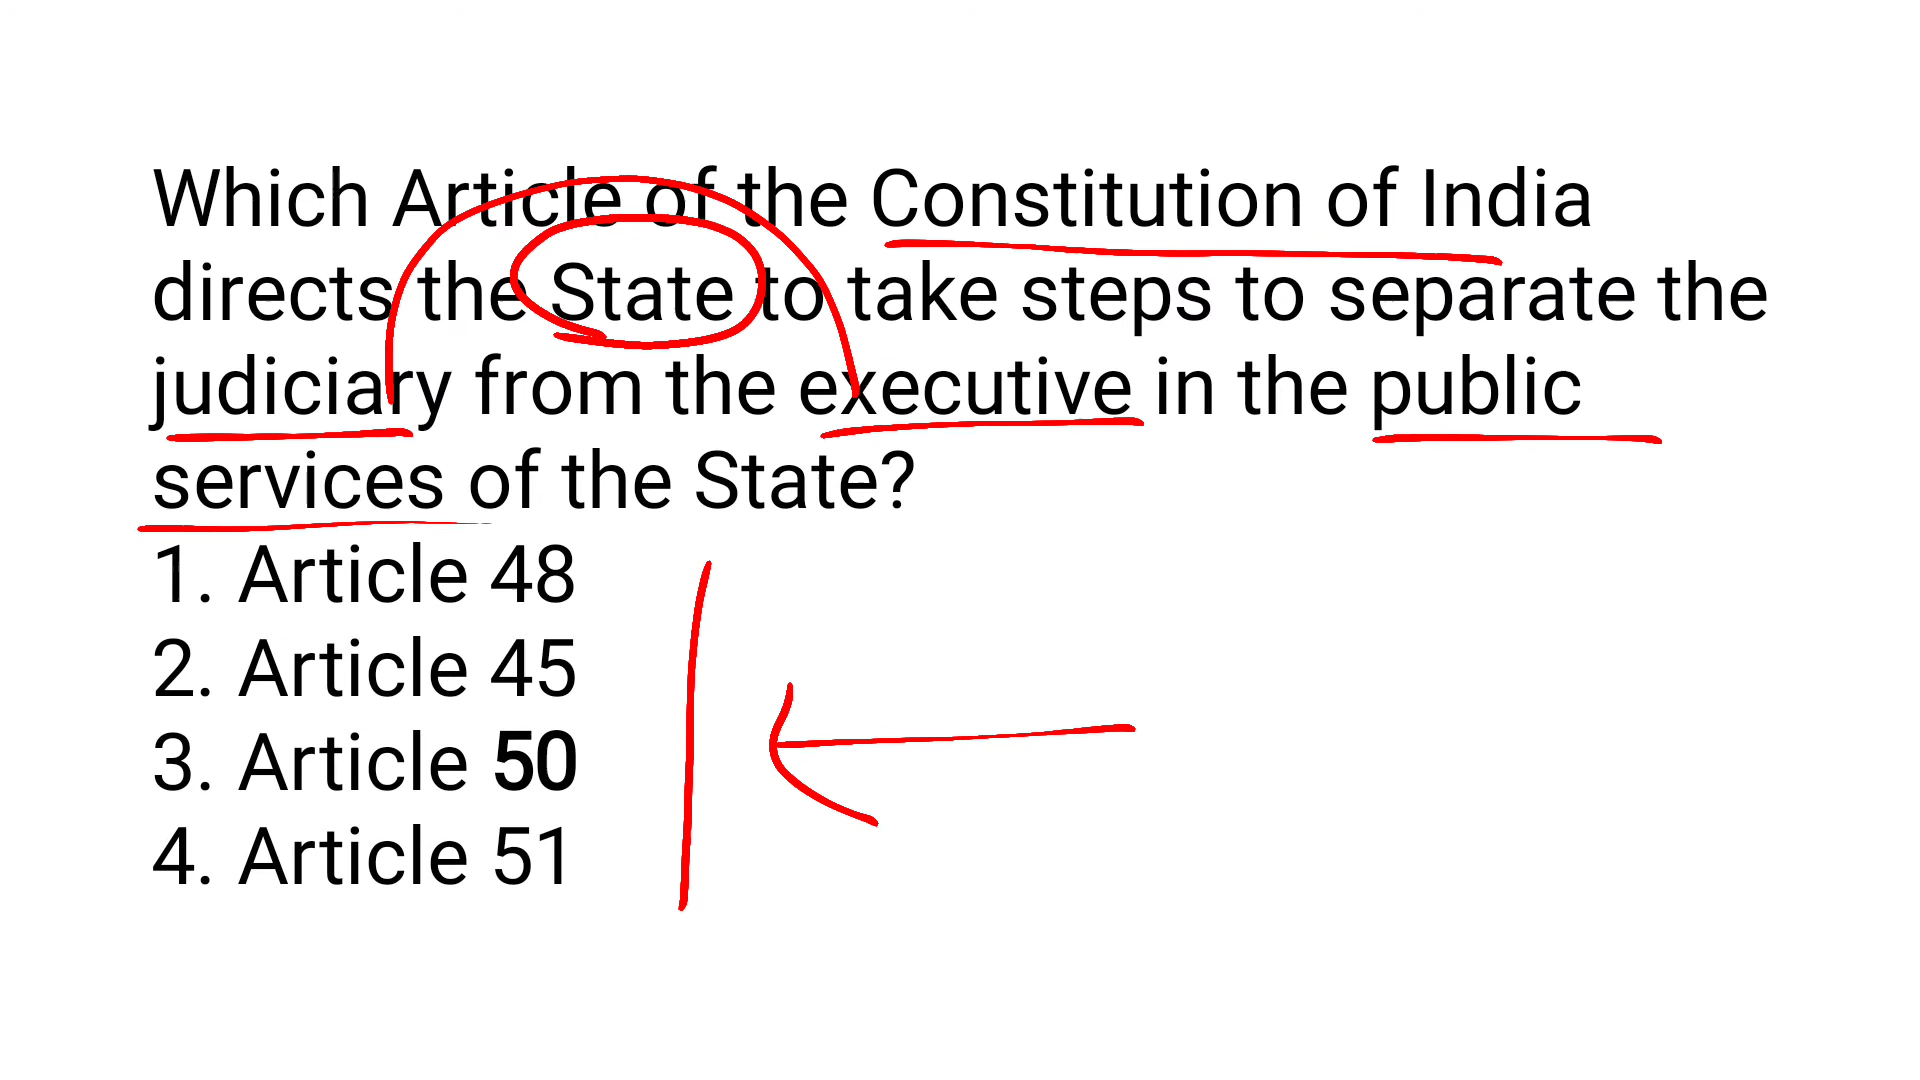 Which Article of the Constitution of India
directs the State to take steps to separate the
judiciary from the executive in the public
services of the State?
1. Article 48
2. Article 45
3. Article 50
4. Article 51